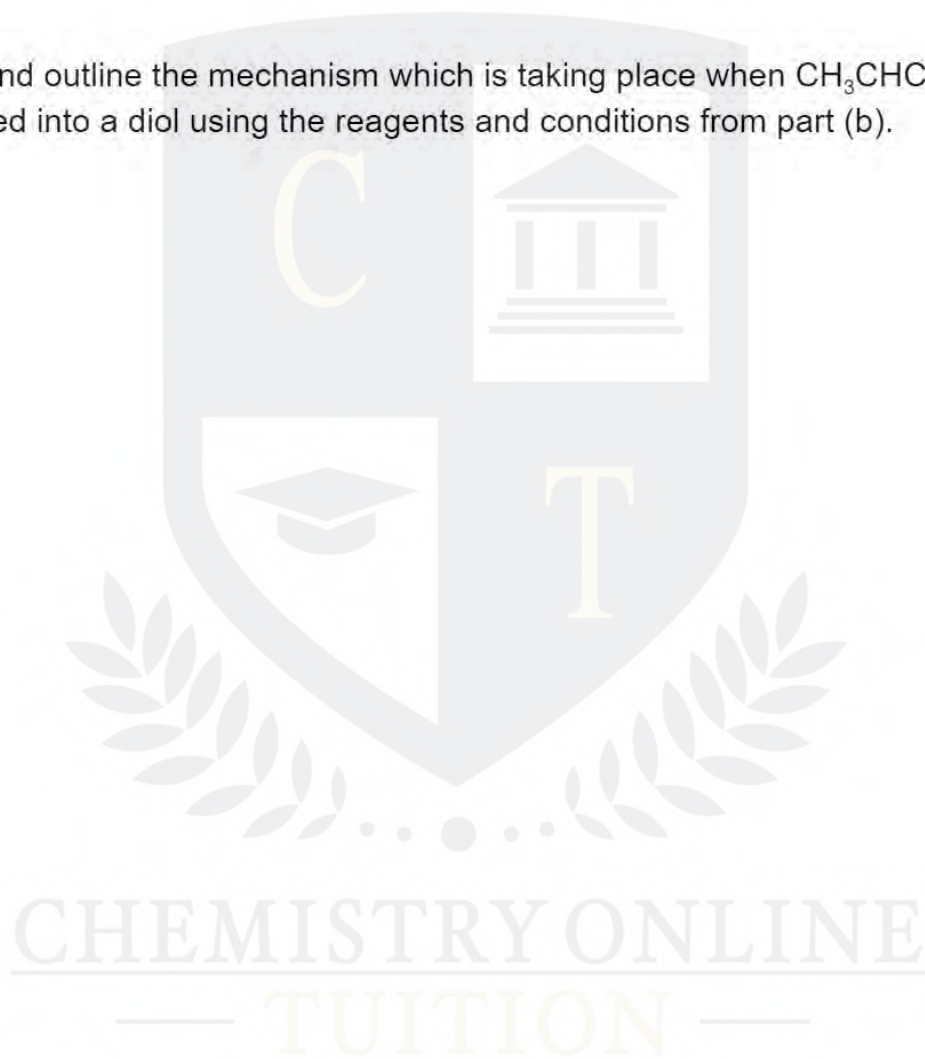 nd outline the mechanism which is taking place when CH₃CHC
ed into a diol using the reagents and conditions from part (b).
C
T
CHEMISTRY ONLINE
TUITION